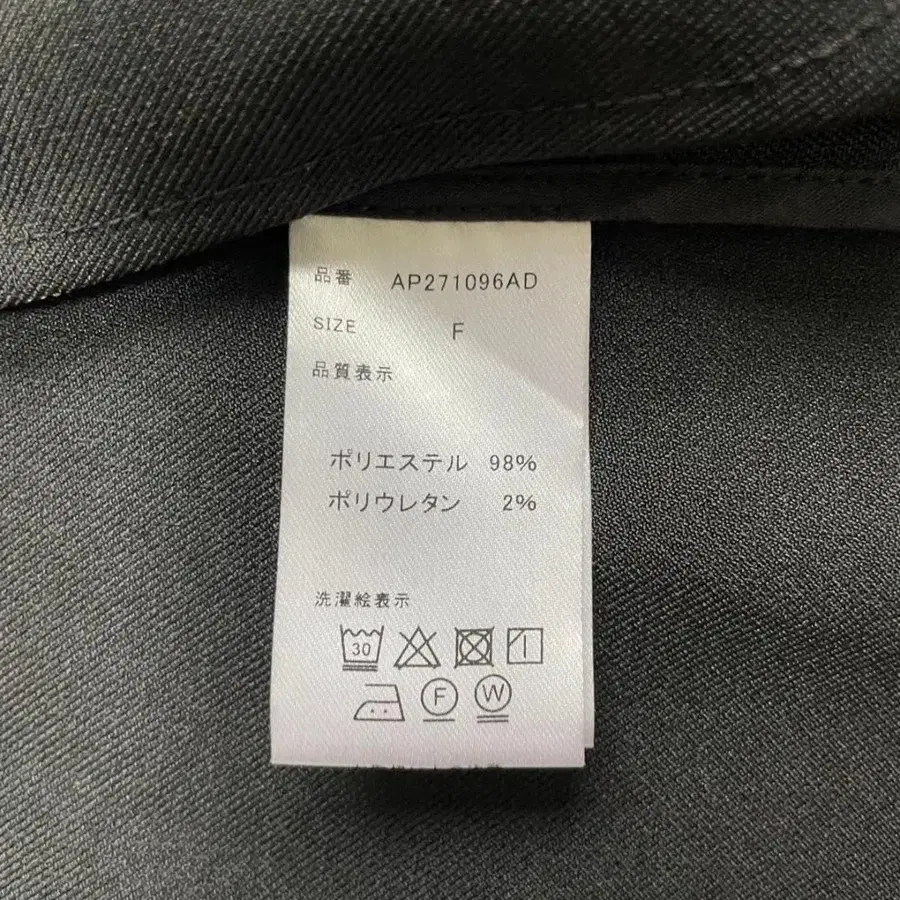 品番 AP271096AD
SIZE F
品質表示
ポリエステル 98%
ポリウレタン 2%
洗濯絵表示
30
F W